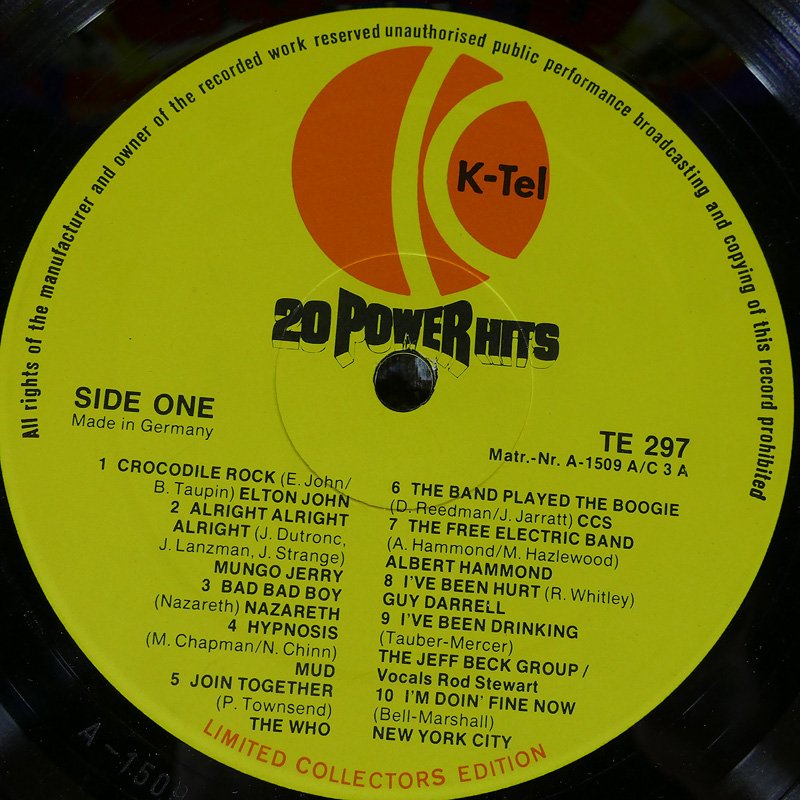 All rights of the manufacturer and owner of the recorded work reserved unauthorised public performance broadcasting and copying of this record prohibited
K-Tel
20 POWER HITS
SIDE ONE
Made in Germany
TE 297
Matr.-Nr. A-1509 A/C 3 A
1 CROCODILE ROCK (E. John/
B. Taupin) ELTON JOHN
2 ALRIGHT ALRIGHT
ALRIGHT (J. Dutronc,
J. Lanzman, J. Strange)
MUNGO JERRY
3 BAD BAD BOY
(Nazareth) NAZARETH
4 HYPNOSIS
(M. Chapman/N. Chinn)
MUD
5 JOIN TOGETHER
(P. Townsend)
THE WHO
6 THE BAND PLAYED THE BOOGIE
(D. Reedman/J. Jarratt) CCS
7 THE FREE ELECTRIC BAND
(A. Hammond/M. Hazlewood)
ALBERT HAMMOND
8 I'VE BEEN HURT (R. Whitley)
GUY DARRELL
9 I'VE BEEN DRINKING
(Tauber-Mercer)
THE JEFF BECK GROUP /
Vocals Rod Stewart
10 I'M DOIN' FINE NOW
(Bell-Marshall)
NEW YORK CITY
LIMITED COLLECTORS EDITION
A-1509